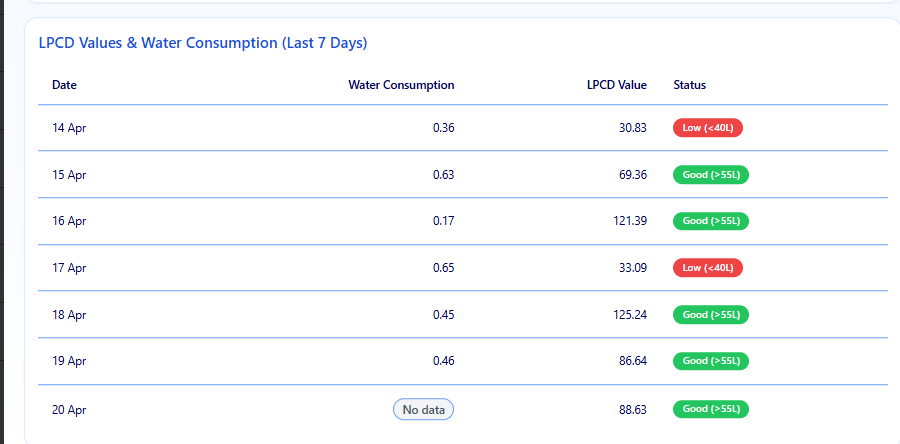 LPCD Values & Water Consumption (Last 7 Days)
Date Water Consumption LPCD Value Status
14 Apr 0.36 30.83 Low (<40L)
15 Apr 0.63 69.36 Good (>55L)
16 Apr 0.17 121.39 Good (>55L)
17 Apr 0.65 33.09 Low (<40L)
18 Apr 0.45 125.24 Good (>55L)
19 Apr 0.46 86.64 Good (>55L)
20 Apr No data 88.63 Good (>55L)